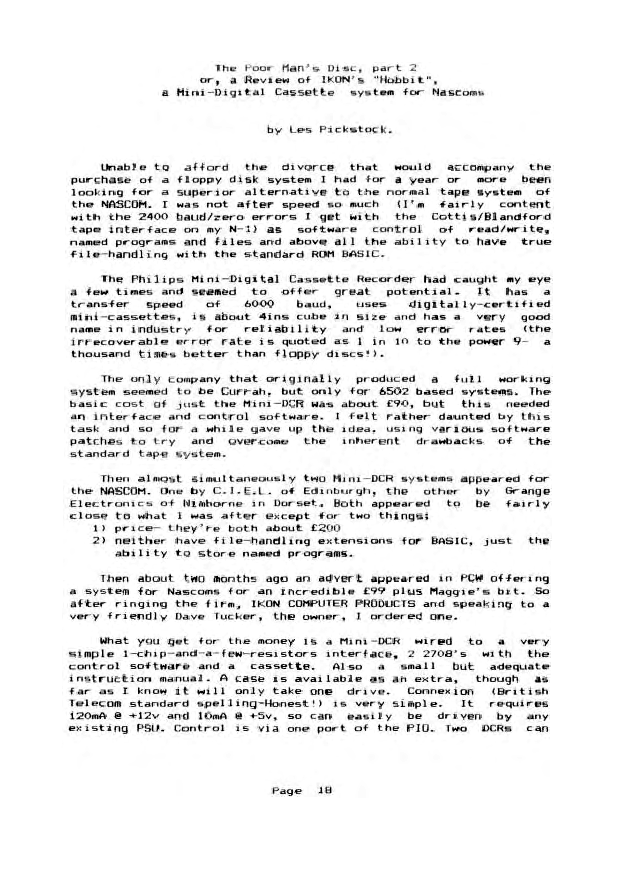 The Poor Man's Disc, part 2
or, a Review of IKON's "Hobbit",
a Mini-Digital Cassette system for Nascoms
by Les Pickstock.
Unable to afford the divorce that would accompany the
purchase of a floppy disk system I had for a year or more been
looking for a superior alternative to the normal tape system of
the NASCOM. I was not after speed so much (I'm fairly content
with the 2400 baud/zero errors I get with the Cottis/Blandford
tape interface on my N-1) as software control of read/write,
named programs and files and above all the ability to have true
file-handling with the standard ROM BASIC.
The Philips Mini-Digital Cassette Recorder had caught my eye
a few times and seemed to offer great potential. It has a
transfer speed of 6000 baud, uses digitally-certified
mini-cassettes, is about 4ins cube in size and has a very good
name in industry for reliability and low error rates (the
irrecoverable error rate is quoted as 1 in 10 to the power 9- a
thousand times better than floppy discs!).
The only company that originally produced a full working
system seemed to be Currah, but only for 6502 based systems. The
basic cost of just the Mini-DCR was about £90, but this needed
an interface and control software. I felt rather daunted by this
task and so for a while gave up the idea, using various software
patches to try and overcome the inherent drawbacks of the
standard tape system.
Then almost simultaneously two Mini-DCR systems appeared for
the NASCOM. One by C.I.E.L. of Edinburgh, the other by Grange
Electronics of Wimborne in Dorset. Both appeared to be fairly
close to what I was after except for two things;
1) price- they're both about £200
2) neither have file-handling extensions for BASIC, just the
ability to store named programs.
Then about two months ago an advert appeared in PCW offering
a system for Nascoms for an incredible £99 plus Maggie's bit. So
after ringing the firm, IKON COMPUTER PRODUCTS and speaking to a
very friendly Dave Tucker, the owner, I ordered one.
What you get for the money is a Mini-DCR wired to a very
simple 1-chip-and-a-few-resistors interface, 2 2708's with the
control software and a cassette. Also a small but adequate
instruction manual. A case is available as an extra, though as
far as I know it will only take one drive. Connexion (British
Telecom standard spelling-Honest!) is very simple. It requires
120mA @ +12v and 10mA @ +5v, so can easily be driven by any
existing PSU. Control is via one port of the PIO. Two DCRs can
Page 18